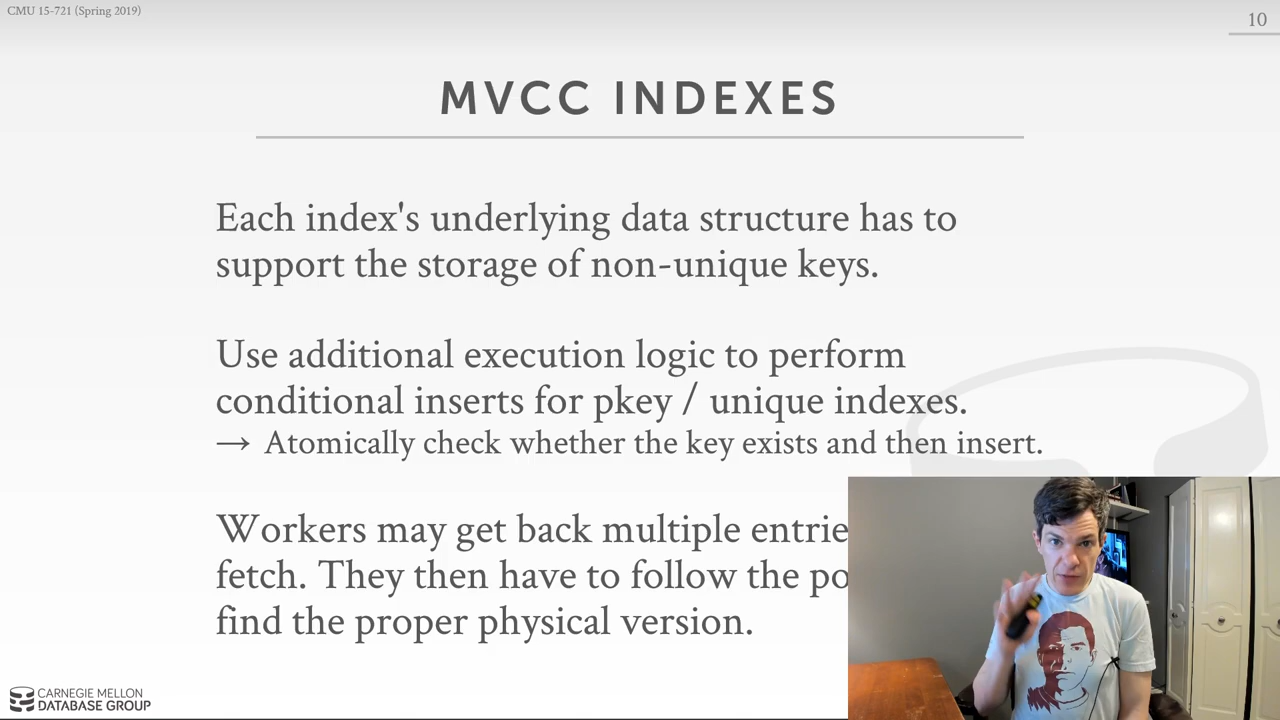 CMU 15-721 (Spring 2019)
10
MVCC INDEXES
Each index's underlying data structure has to
support the storage of non-unique keys.
Use additional execution logic to perform
conditional inserts for pkey / unique indexes.
→ Atomically check whether the key exists and then insert.
Workers may get back multiple entrie
fetch. They then have to follow the po
find the proper physical version.
CARNEGIE MELLON
DATABASE GROUP